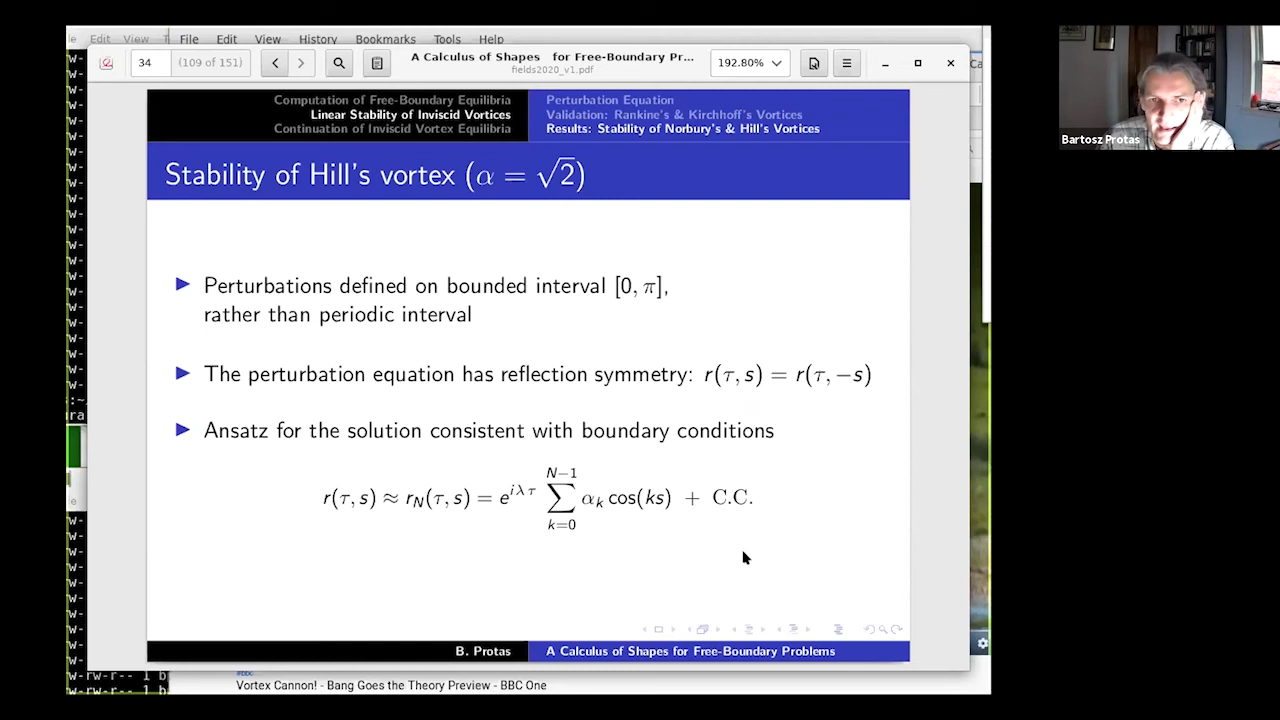 Edit View T File Edit View History Bookmarks Tools Help
34 (109 of 151) A Calculus of Shapes for Free-Boundary Pr... 192.80%
fields2020_v1.pdf
Computation of Free-Boundary Equilibria
Linear Stability of Inviscid Vortices
Continuation of Inviscid Vortex Equilibria
Perturbation Equation
Validation: Rankine's & Kirchhoff's Vortices
Results: Stability of Norbury's & Hill's Vortices
Stability of Hill's vortex (α = √2)
▶ Perturbations defined on bounded interval [0, π],
rather than periodic interval
▶ The perturbation equation has reflection symmetry: r(τ, s) = r(τ, −s)
▶ Ansatz for the solution consistent with boundary conditions
r(τ, s) ≈ r_N(τ, s) = e^{iλτ} ∑_{k=0}^{N−1} α_k cos(ks) + C.C.
B. Protas A Calculus of Shapes for Free-Boundary Problems
w-rw-r-- 1 b
Vortex Cannon! - Bang Goes the Theory Preview - BBC One
Bartosz Protas